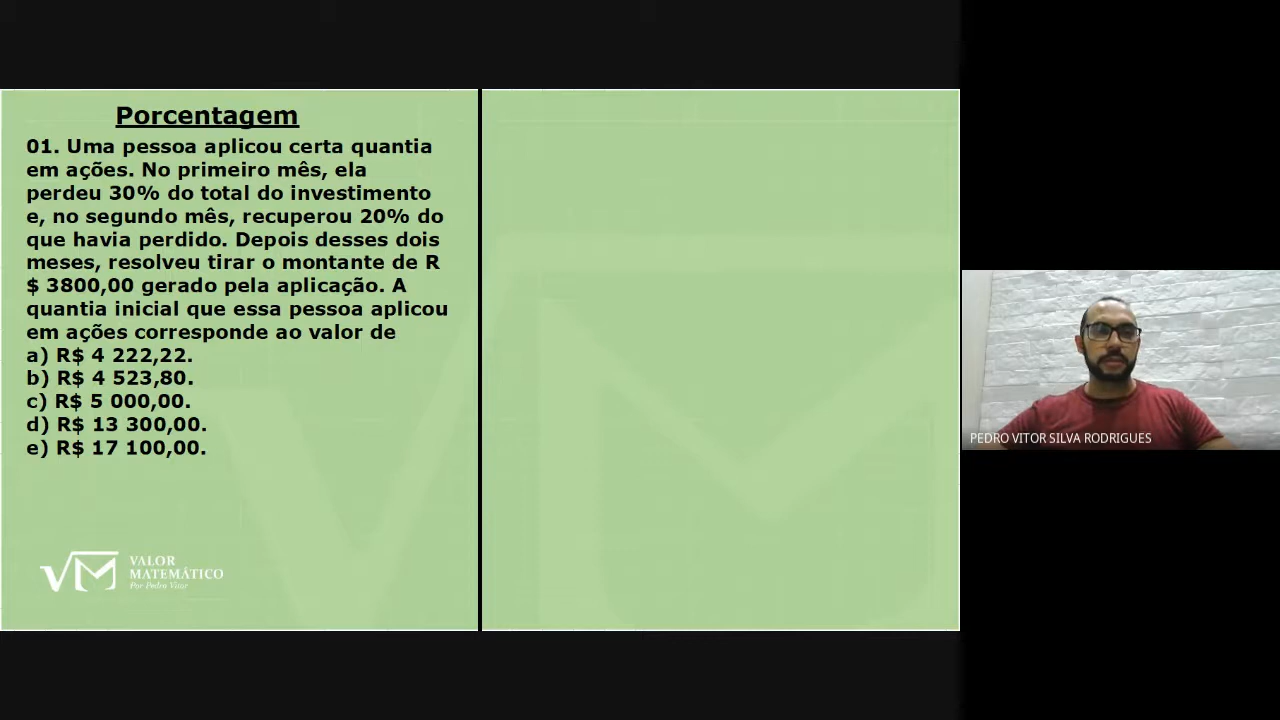 Porcentagem
01. Uma pessoa aplicou certa quantia
em ações. No primeiro mês, ela
perdeu 30% do total do investimento
e, no segundo mês, recuperou 20% do
que havia perdido. Depois desses dois
meses, resolveu tirar o montante de R
$ 3800,00 gerado pela aplicação. A
quantia inicial que essa pessoa aplicou
em ações corresponde ao valor de
a) R$ 4 222,22.
b) R$ 4 523,80.
c) R$ 5 000,00.
d) R$ 13 300,00.
e) R$ 17 100,00.
VALOR
MATEMÁTICO
Por Pedro Vitor
PEDRO VITOR SILVA RODRIGUES